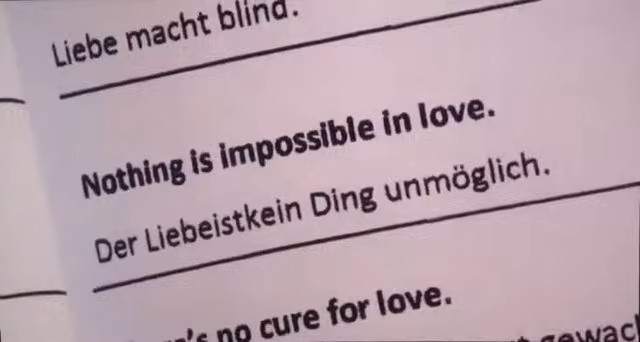 Liebe macht blind.
Nothing is impossible in love.
Der Liebeistkein Ding unmöglich.
no cure for love.